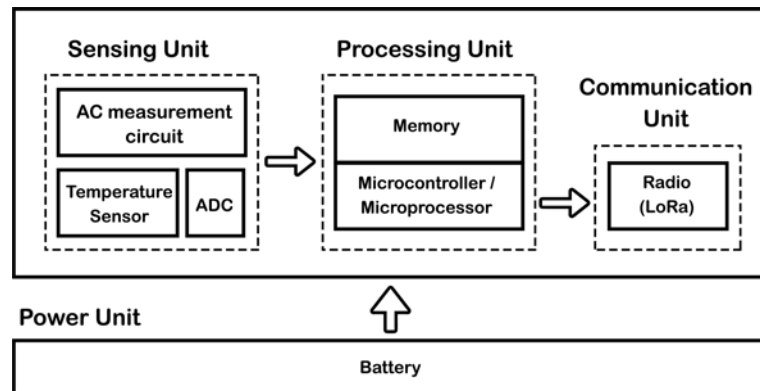 Sensing Unit
AC measurement
circuit
Temperature
Sensor
ADC
Processing Unit
Memory
Microcontroller /
Microprocessor
Communication
Unit
Radio
(LoRa)
Power Unit
Battery